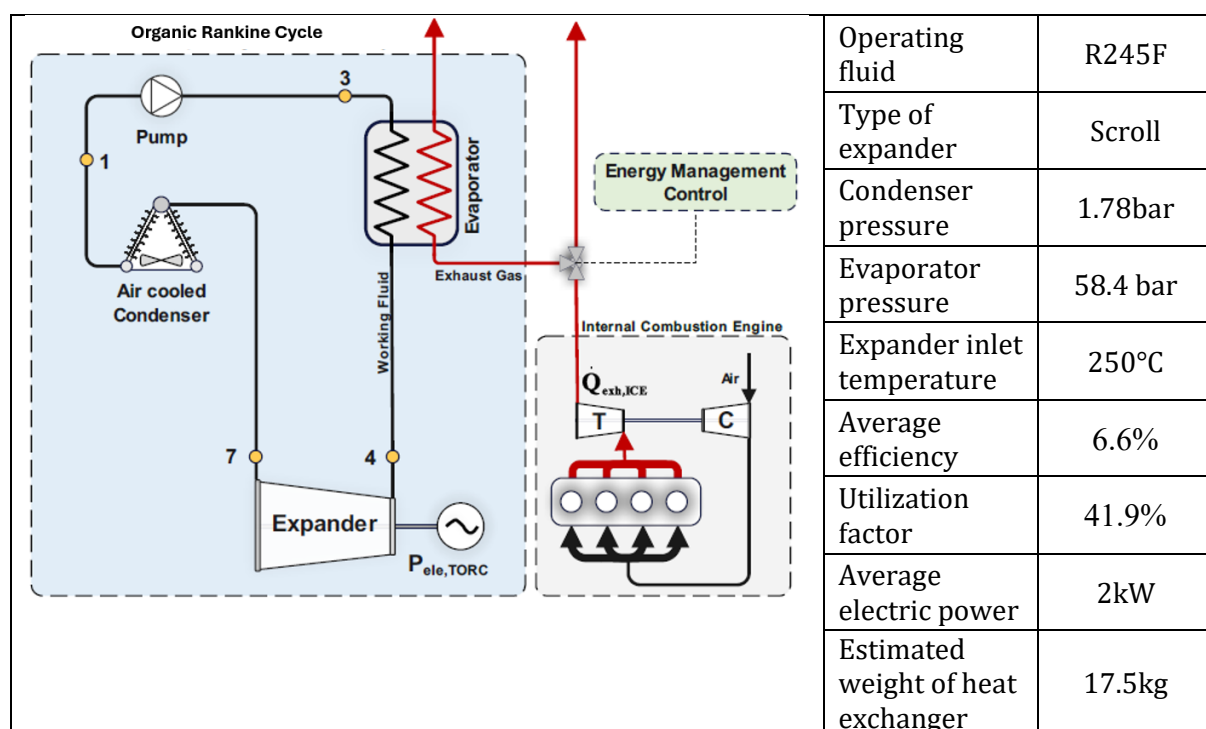 Organic Rankine Cycle
3
Pump
1
Evaporator
Energy Management
Control
Air cooled
Condenser
Working Fluid
Exhaust Gas
Internal Combustion Engine
Q̇exh,ICE
Air
T
C
7
4
Expander
Pele,TORC
Operating
fluid
R245F
Type of
expander
Scroll
Condenser
pressure
1.78bar
Evaporator
pressure
58.4 bar
Expander inlet
temperature
250°C
Average
efficiency
6.6%
Utilization
factor
41.9%
Average
electric power
2kW
Estimated
weight of heat
exchanger
17.5kg